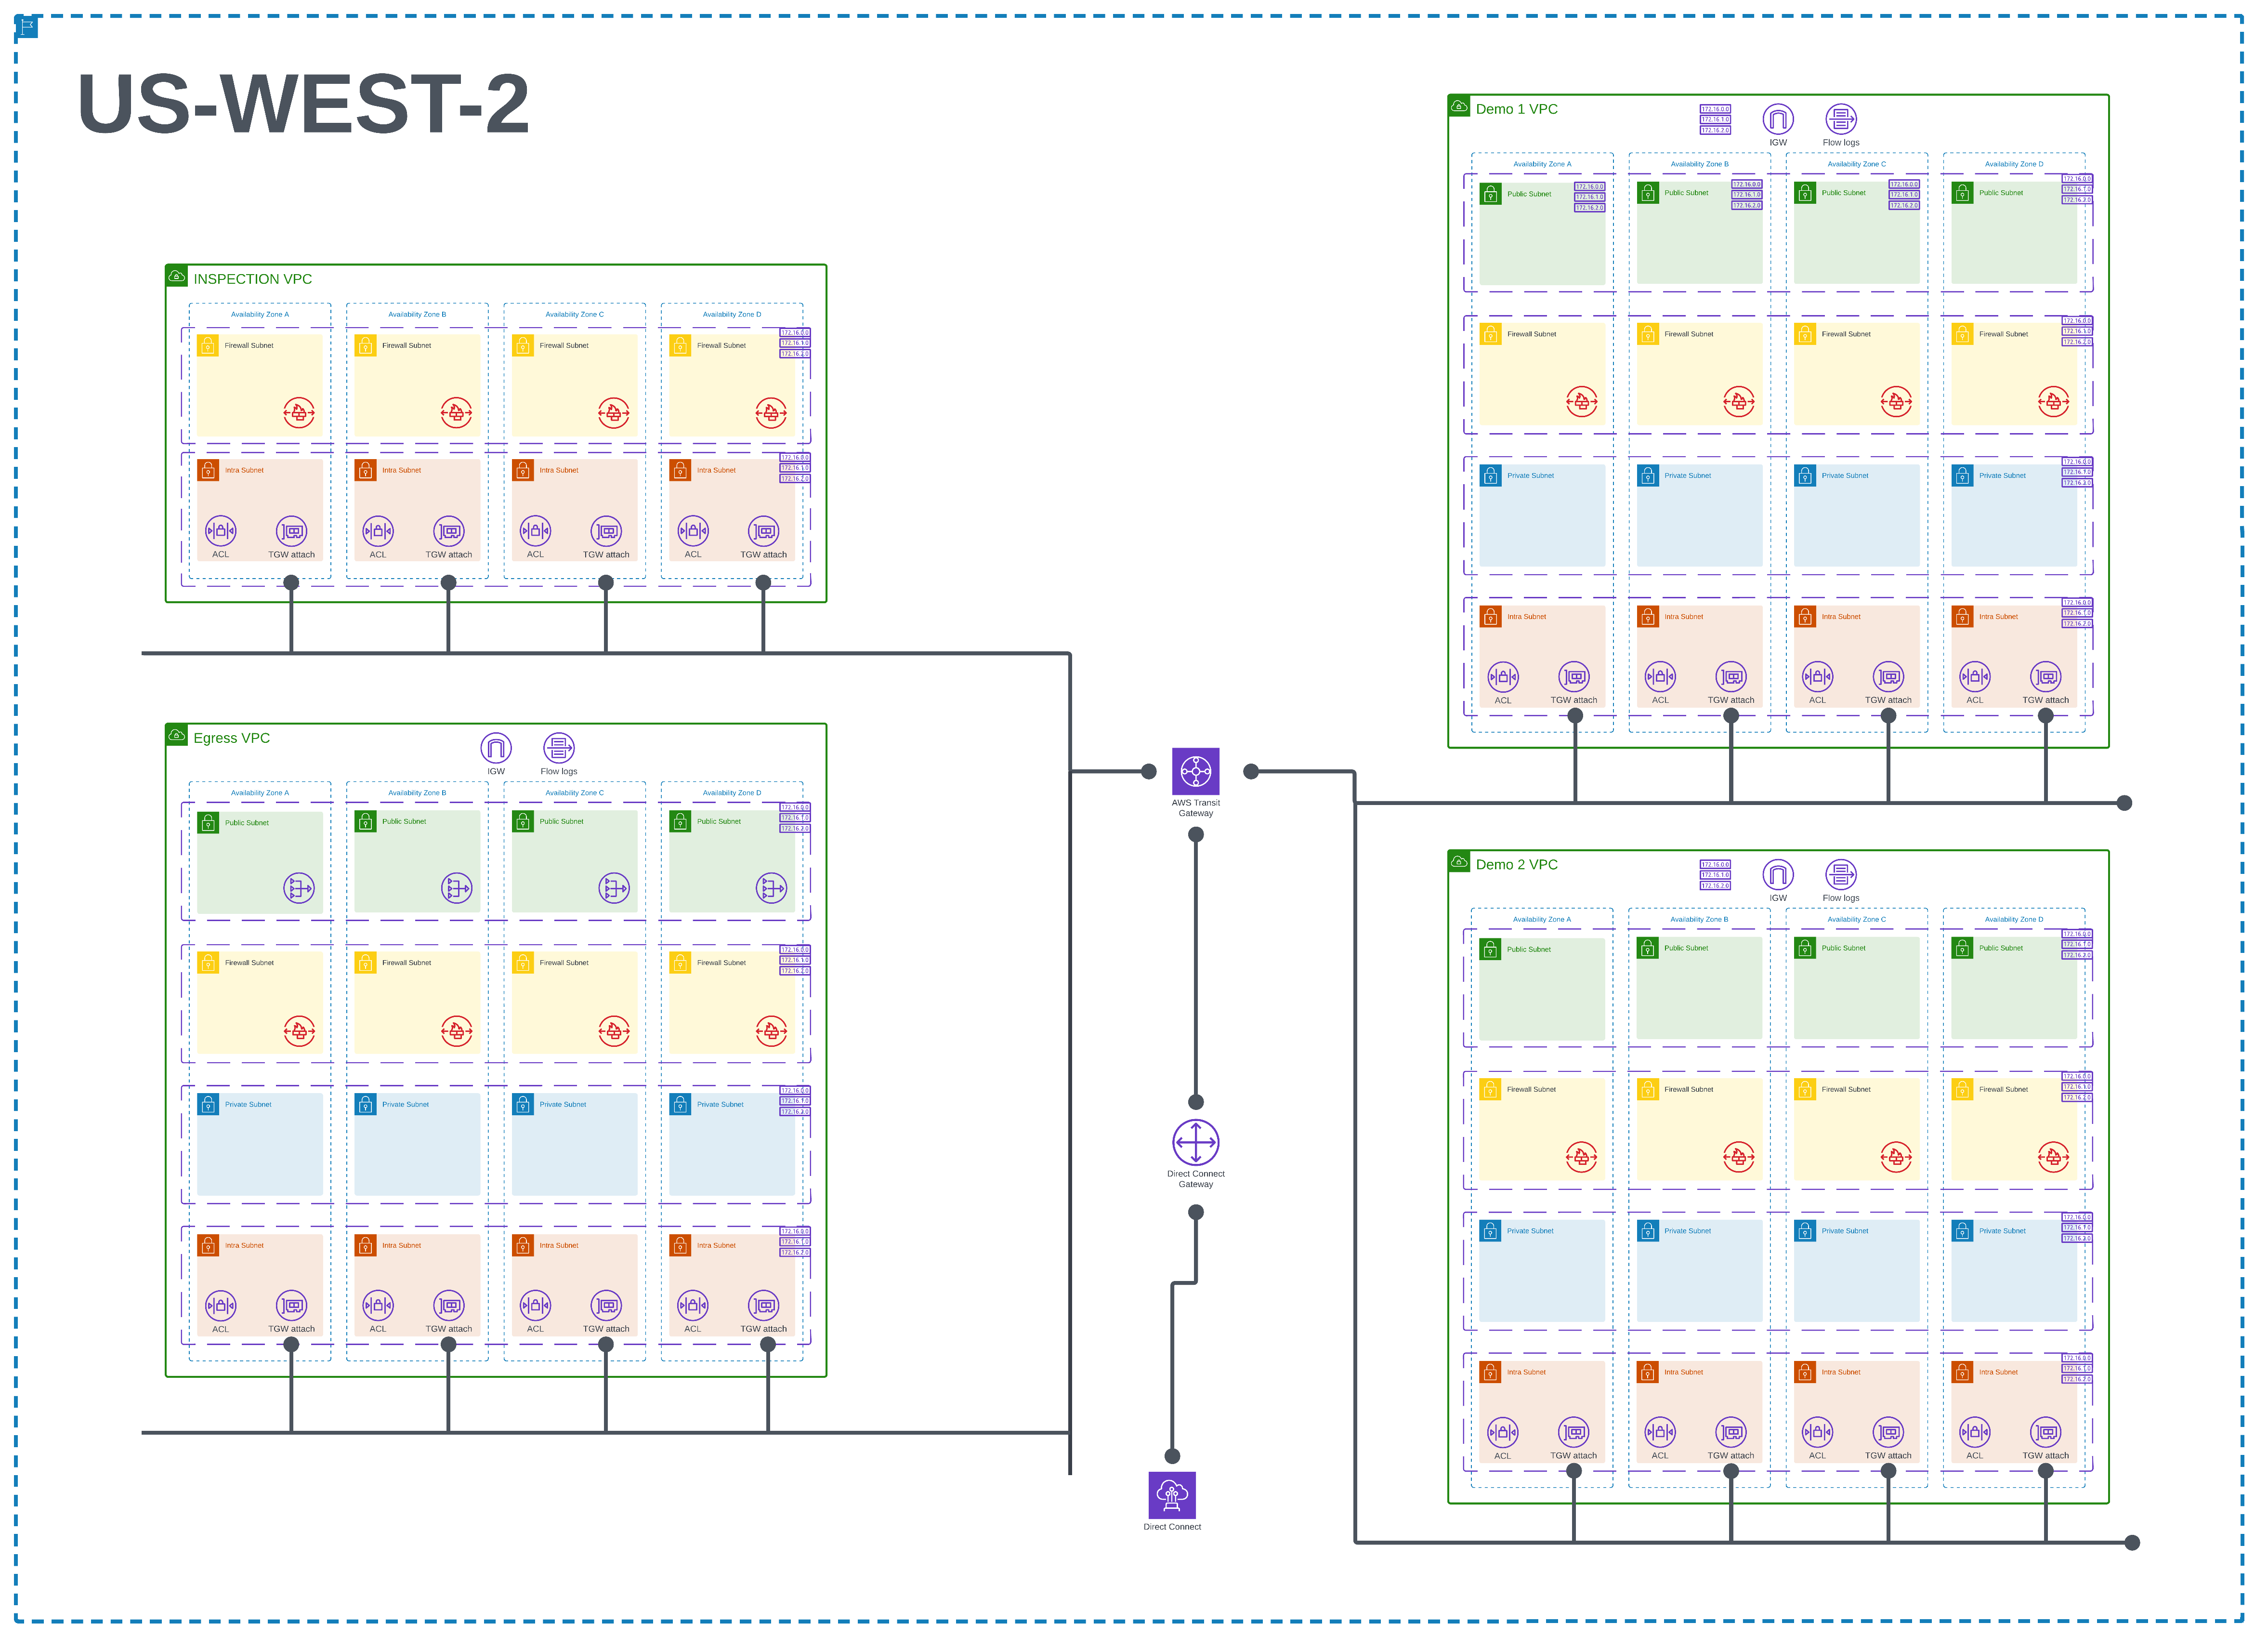 US-WEST-2
INSPECTION VPC
Availability Zone A
Availability Zone B
Availability Zone C
Availability Zone D
Firewall Subnet
Firewall Subnet
Firewall Subnet
Firewall Subnet
172.16.0.0
172.16.1.0
172.16.2.0
Intra Subnet
Intra Subnet
Intra Subnet
Intra Subnet
172.16.0.0
172.16.1.0
172.16.2.0
ACL
TGW attach
ACL
TGW attach
ACL
TGW attach
ACL
TGW attach
Egress VPC
IGW
Flow logs
Availability Zone A
Availability Zone B
Availability Zone C
Availability Zone D
Public Subnet
Public Subnet
Public Subnet
Public Subnet
172.16.0.0
172.16.1.0
172.16.2.0
Firewall Subnet
Firewall Subnet
Firewall Subnet
Firewall Subnet
172.16.0.0
172.16.1.0
172.16.2.0
Private Subnet
Private Subnet
Private Subnet
Private Subnet
172.16.0.0
172.16.1.0
172.16.2.0
Intra Subnet
Intra Subnet
Intra Subnet
Intra Subnet
172.16.0.0
172.16.1.0
172.16.2.0
ACL
TGW attach
ACL
TGW attach
ACL
TGW attach
ACL
TGW attach
AWS Transit
Gateway
Direct Connect
Gateway
Direct Connect
Demo 1 VPC
172.16.0.0
172.16.1.0
172.16.2.0
IGW
Flow logs
Availability Zone A
Availability Zone B
Availability Zone C
Availability Zone D
Public Subnet
172.16.0.0
172.16.1.0
172.16.2.0
Public Subnet
172.16.0.0
172.16.1.0
172.16.2.0
Public Subnet
172.16.0.0
172.16.1.0
172.16.2.0
Public Subnet
172.16.0.0
172.16.1.0
172.16.2.0
Firewall Subnet
Firewall Subnet
Firewall Subnet
Firewall Subnet
172.16.0.0
172.16.1.0
172.16.2.0
Private Subnet
Private Subnet
Private Subnet
Private Subnet
172.16.0.0
172.16.1.0
172.16.2.0
Intra Subnet
Intra Subnet
Intra Subnet
Intra Subnet
172.16.0.0
172.16.1.0
172.16.2.0
ACL
TGW attach
ACL
TGW attach
ACL
TGW attach
ACL
TGW attach
Demo 2 VPC
172.16.0.0
172.16.1.0
172.16.2.0
IGW
Flow logs
Availability Zone A
Availability Zone B
Availability Zone C
Availability Zone D
Public Subnet
Public Subnet
Public Subnet
Public Subnet
172.16.0.0
172.16.1.0
172.16.2.0
Firewall Subnet
Firewall Subnet
Firewall Subnet
Firewall Subnet
172.16.0.0
172.16.1.0
172.16.2.0
Private Subnet
Private Subnet
Private Subnet
Private Subnet
172.16.0.0
172.16.1.0
172.16.2.0
Intra Subnet
Intra Subnet
Intra Subnet
Intra Subnet
172.16.0.0
172.16.1.0
172.16.2.0
ACL
TGW attach
ACL
TGW attach
ACL
TGW attach
ACL
TGW attach